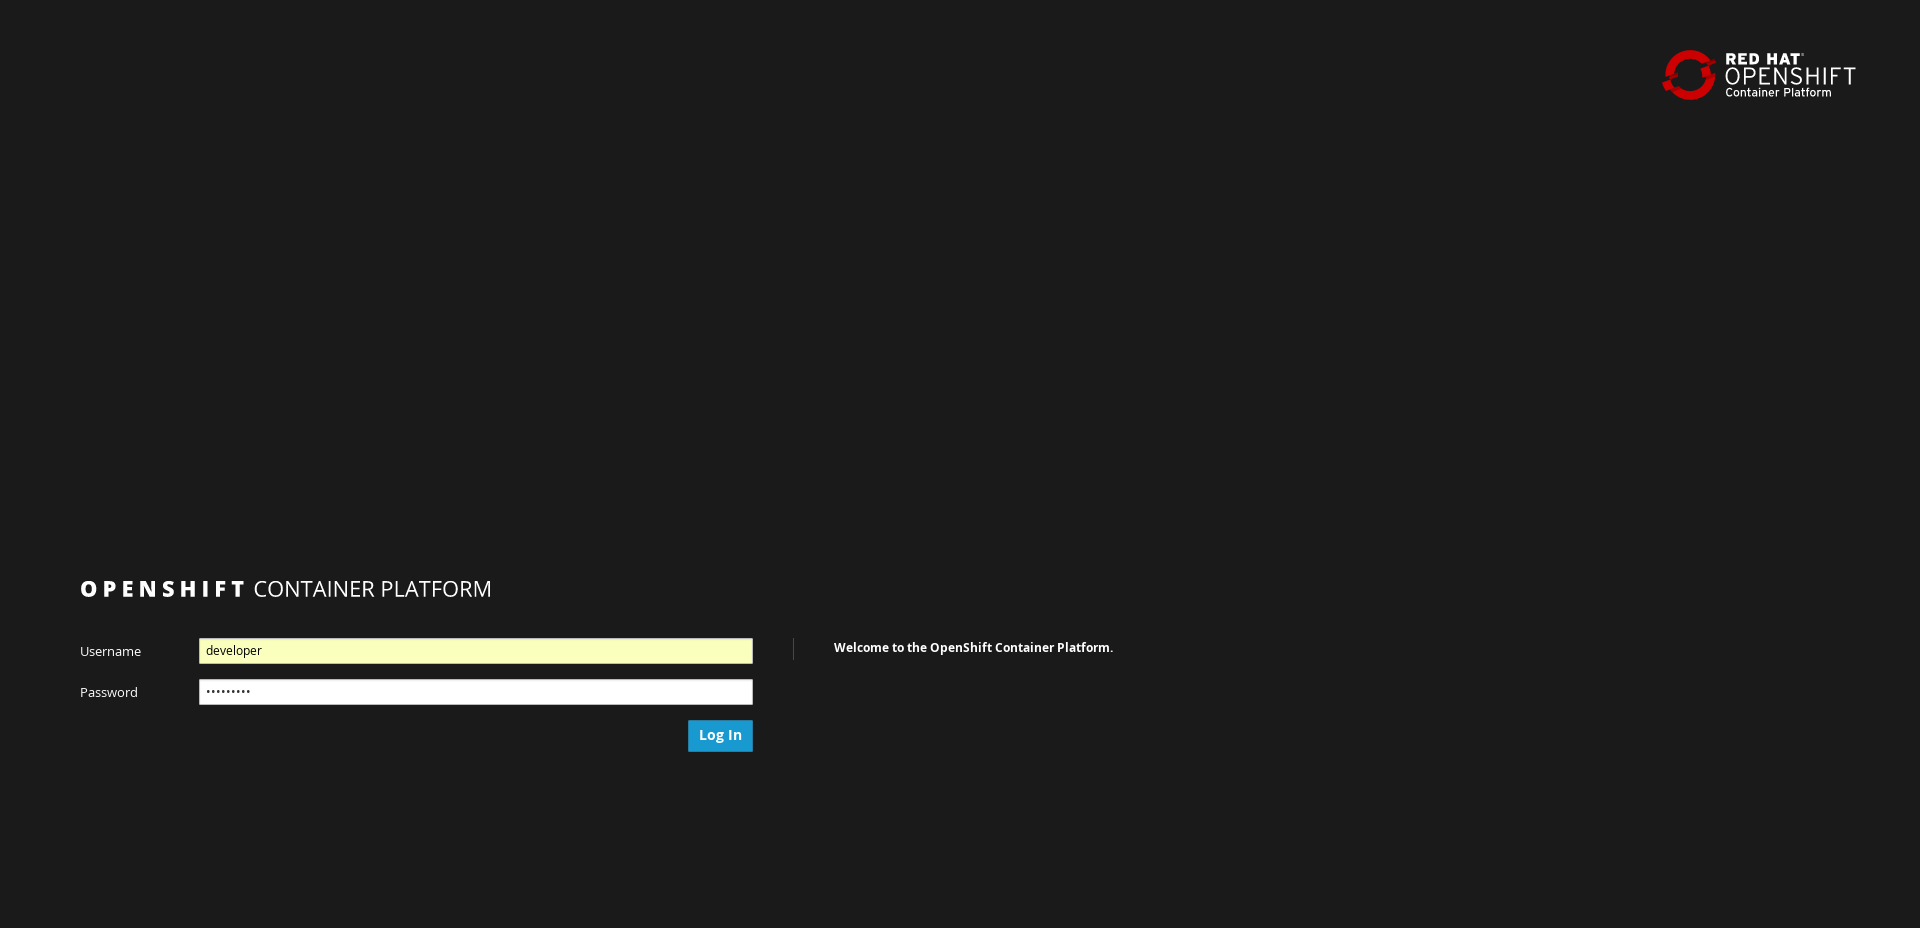 RED HAT®
OPENSHIFT
Container Platform
OPENSHIFT CONTAINER PLATFORM
Username
developer
Password
•••••••••
Log In
Welcome to the OpenShift Container Platform.